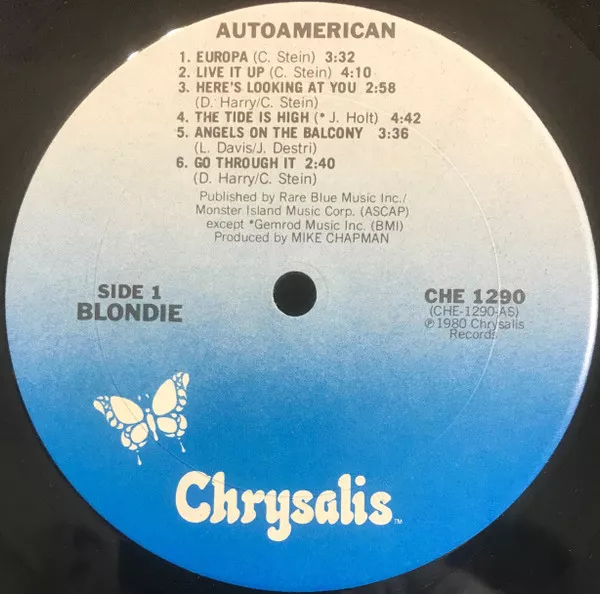 AUTOAMERICAN
1. EUROPA (C. Stein) 3:32
2. LIVE IT UP (C. Stein) 4:10
3. HERE'S LOOKING AT YOU 2:58
(D. Harry/C. Stein)
4. THE TIDE IS HIGH (* J. Holt) 4:42
5. ANGELS ON THE BALCONY 3:36
(L. Davis/J. Destri)
6. GO THROUGH IT 2:40
(D. Harry/C. Stein)
Published by Rare Blue Music Inc./
Monster Island Music Corp. (ASCAP)
except *Gemrod Music Inc. (BMI)
Produced by MIKE CHAPMAN
SIDE 1
BLONDIE
CHE 1290
(CHE-1290-AS)
℗ 1980 Chrysalis
Records
Chrysalis™